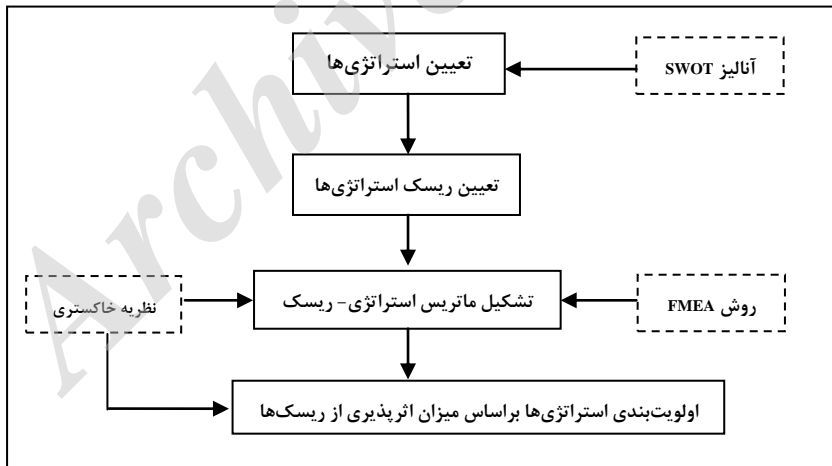 تعیین استراتژی‌ها
آنالیز SWOT
تعیین ریسک استراتژی‌ها
تشکیل ماتریس استراتژی- ریسک
روش FMEA
نظریه خاکستری
اولویت‌بندی استراتژی‌ها براساس میزان اثرپذیری از ریسک‌ها
Archive